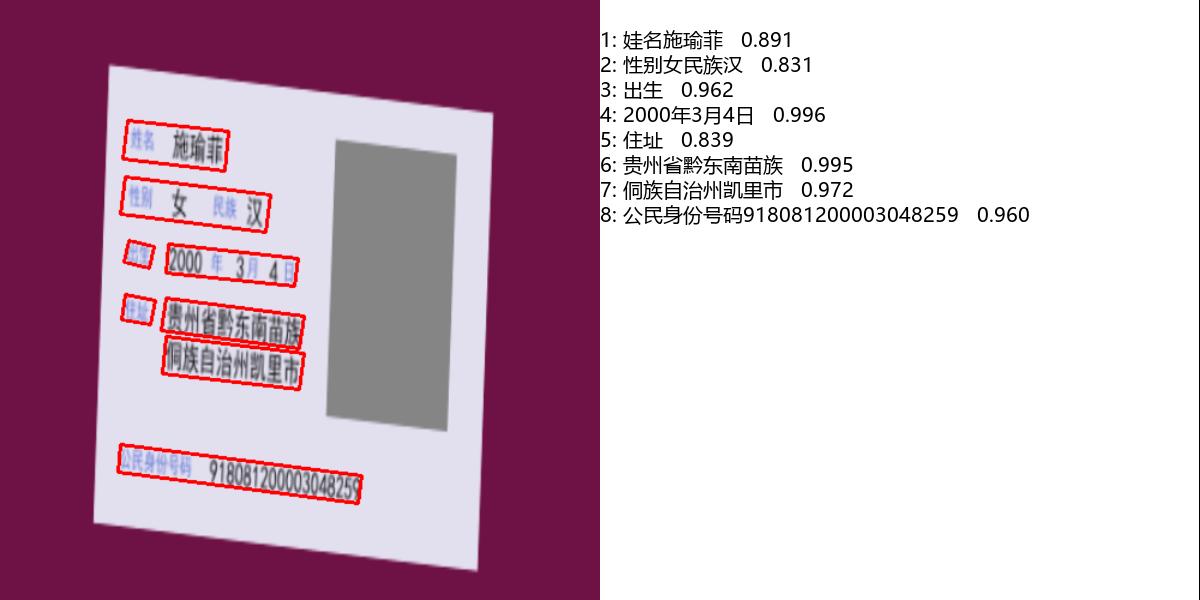 姓名 施瑜菲
性别 女 民族 汉
出生 2000 年 3 月 4 日
住址 贵州省黔东南苗族
侗族自治州凯里市
公民身份号码 918081200003048259
1: 娃名施瑜菲 0.891
2: 性别女民族汉 0.831
3: 出生 0.962
4: 2000年3月4日 0.996
5: 住址 0.839
6: 贵州省黔东南苗族 0.995
7: 侗族自治州凯里市 0.972
8: 公民身份号码918081200003048259 0.960